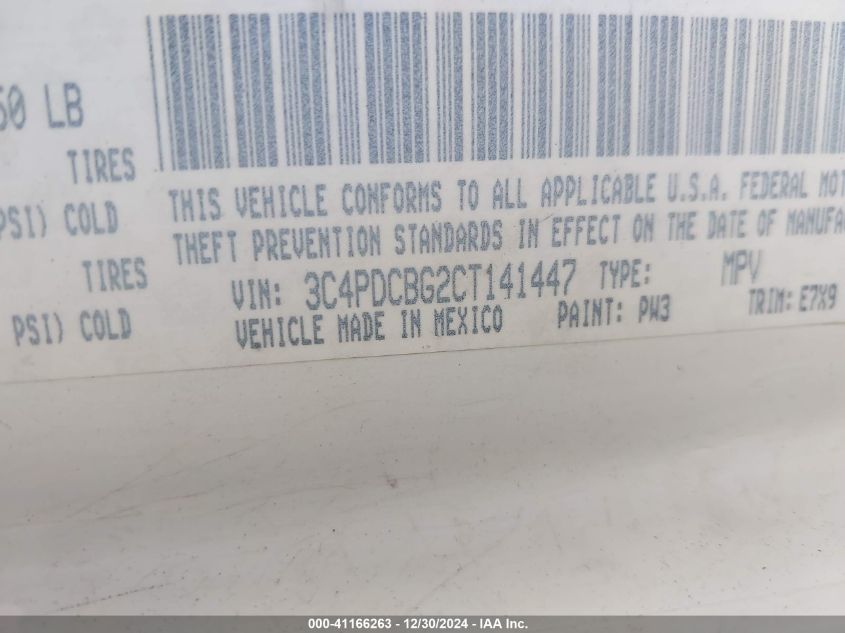 50 LB
TIRES
PSI) COLD
TIRES
PSI) COLD
THIS VEHICLE CONFORMS TO ALL APPLICABLE U.S.A. FEDERAL MOT
THEFT PREVENTION STANDARDS IN EFFECT ON THE DATE OF MANUFA
VIN: 3C4PDCBG2CT141447 TYPE: MPV
VEHICLE MADE IN MEXICO PAINT: PW3 TRIM: E7X9
000-41166263 - 12/30/2024 - IAA Inc.